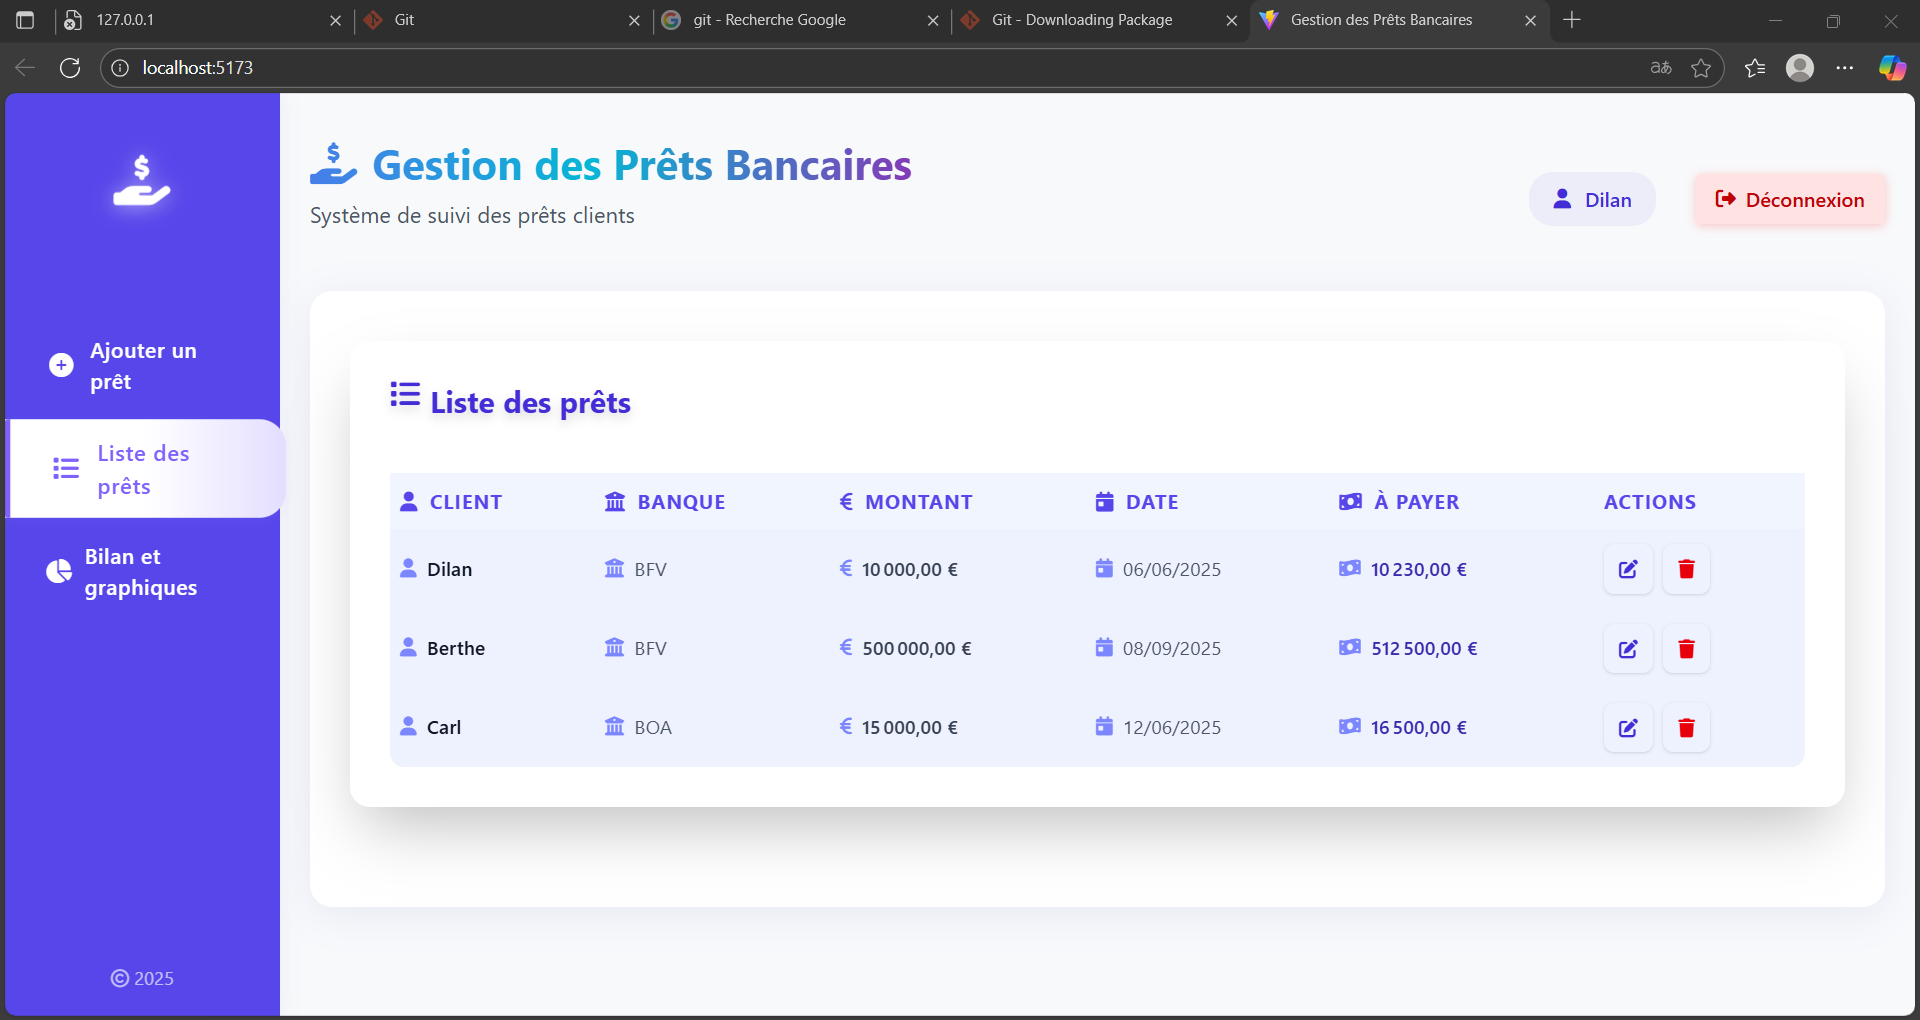 127.0.0.1
Git
git - Recherche Google
Git - Downloading Package
Gestion des Prêts Bancaires
localhost:5173
Gestion des Prêts Bancaires
Système de suivi des prêts clients
Dilan
Déconnexion
Ajouter un
prêt
Liste des
prêts
Bilan et
graphiques
© 2025
Liste des prêts
CLIENT BANQUE € MONTANT DATE À PAYER ACTIONS
Dilan BFV € 10 000,00 € 06/06/2025 10 230,00 €
Berthe BFV € 500 000,00 € 08/09/2025 512 500,00 €
Carl BOA € 15 000,00 € 12/06/2025 16 500,00 €